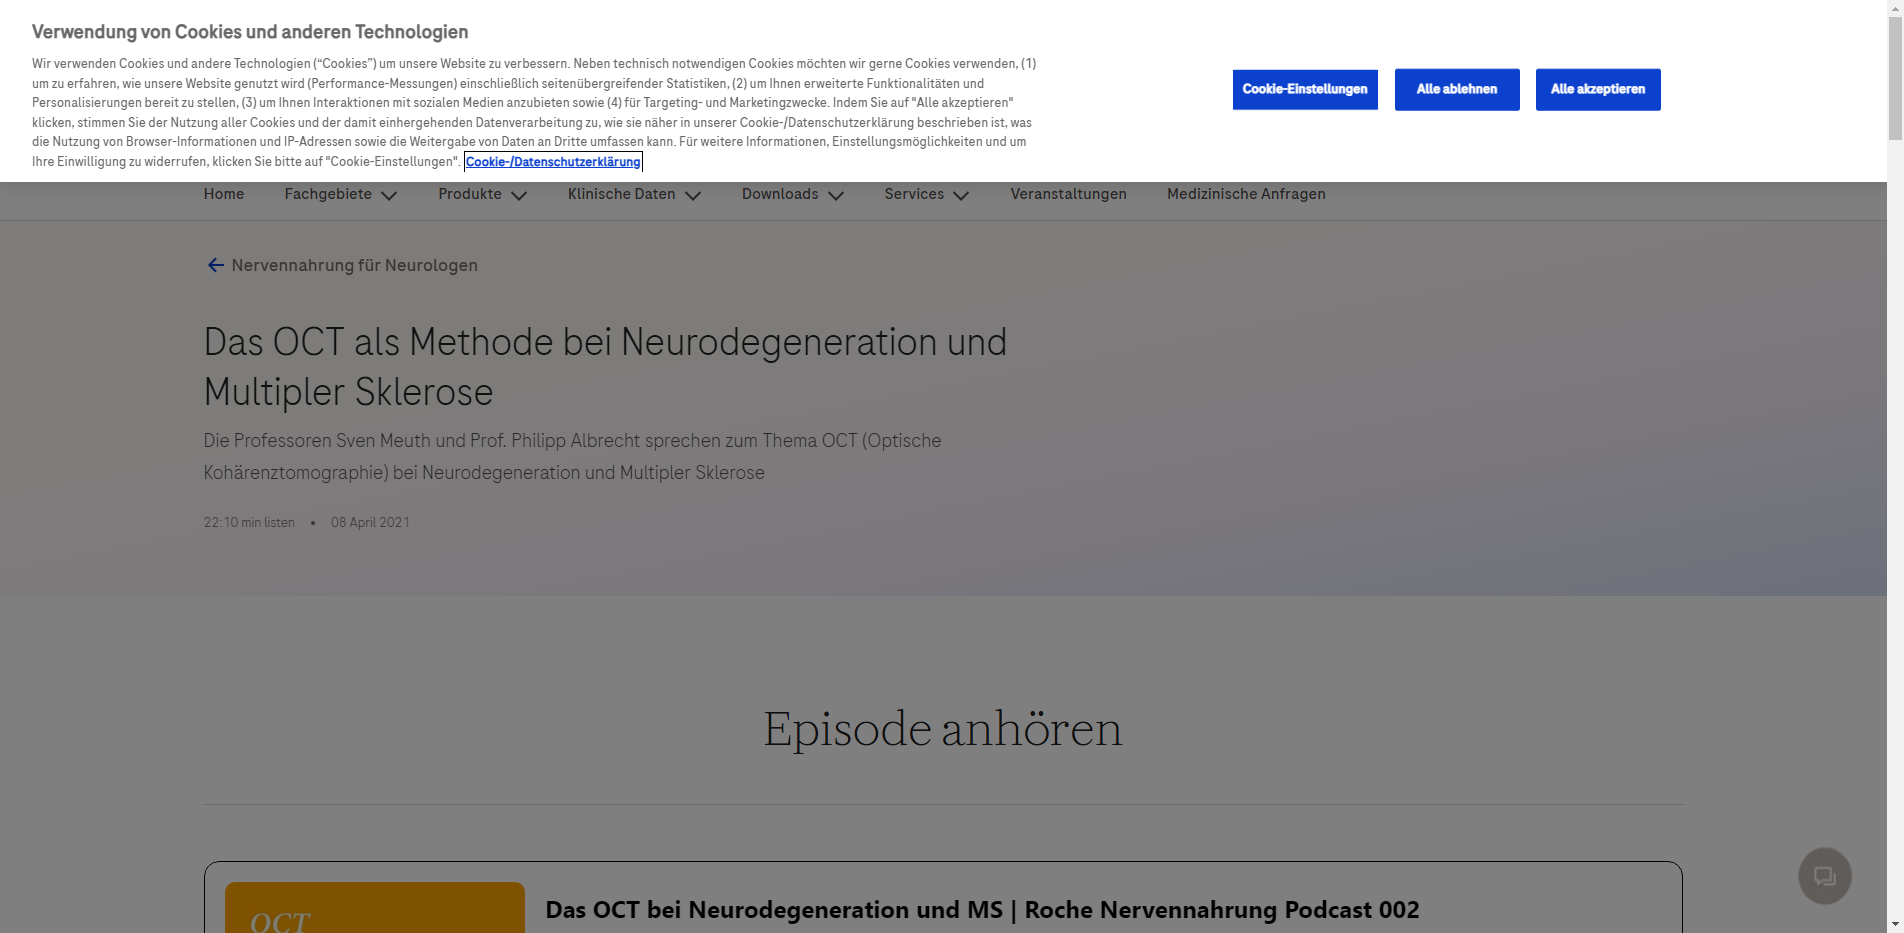 Verwendung von Cookies und anderen Technologien
Wir verwenden Cookies und andere Technologien (“Cookies”) um unsere Website zu verbessern. Neben technisch notwendigen Cookies möchten wir gerne Cookies verwenden, (1)
um zu erfahren, wie unsere Website genutzt wird (Performance-Messungen) einschließlich seitenübergreifender Statistiken, (2) um Ihnen erweiterte Funktionalitäten und
Personalisierungen bereit zu stellen, (3) um Ihnen Interaktionen mit sozialen Medien anzubieten sowie (4) für Targeting- und Marketingzwecke. Indem Sie auf "Alle akzeptieren"
klicken, stimmen Sie der Nutzung aller Cookies und der damit einhergehenden Datenverarbeitung zu, wie sie näher in unserer Cookie-/Datenschutzerklärung beschrieben ist, was
die Nutzung von Browser-Informationen und IP-Adressen sowie die Weitergabe von Daten an Dritte umfassen kann. Für weitere Informationen, Einstellungsmöglichkeiten und um
Ihre Einwilligung zu widerrufen, klicken Sie bitte auf "Cookie-Einstellungen". Cookie-/Datenschutzerklärung
Cookie-Einstellungen Alle ablehnen Alle akzeptieren
Home Fachgebiete Produkte Klinische Daten Downloads Services Veranstaltungen Medizinische Anfragen
Nervennahrung für Neurologen
Das OCT als Methode bei Neurodegeneration und
Multipler Sklerose
Die Professoren Sven Meuth und Prof. Philipp Albrecht sprechen zum Thema OCT (Optische
Kohärenztomographie) bei Neurodegeneration und Multipler Sklerose
22:10 min listen • 08 April 2021
Episode anhören
OCT
Das OCT bei Neurodegeneration und MS | Roche Nervennahrung Podcast 002